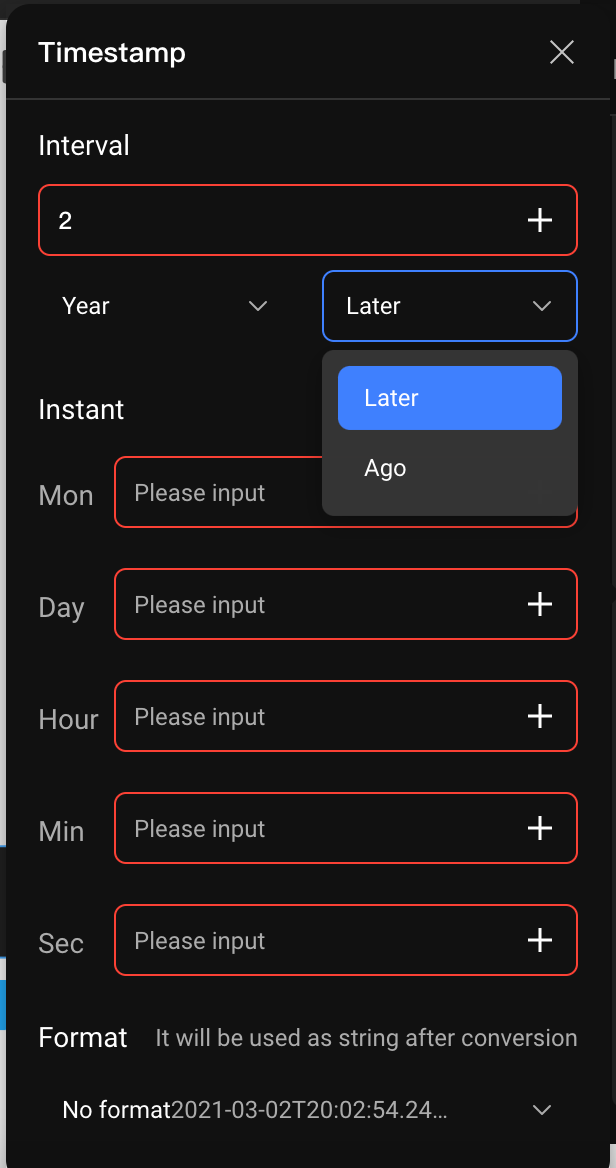 Timestamp
Interval
2
Year
Later
Later
Ago
Instant
Mon Please input
Day Please input
Hour Please input
Min Please input
Sec Please input
Format It will be used as string after conversion
No format2021-03-02T20:02:54.24...